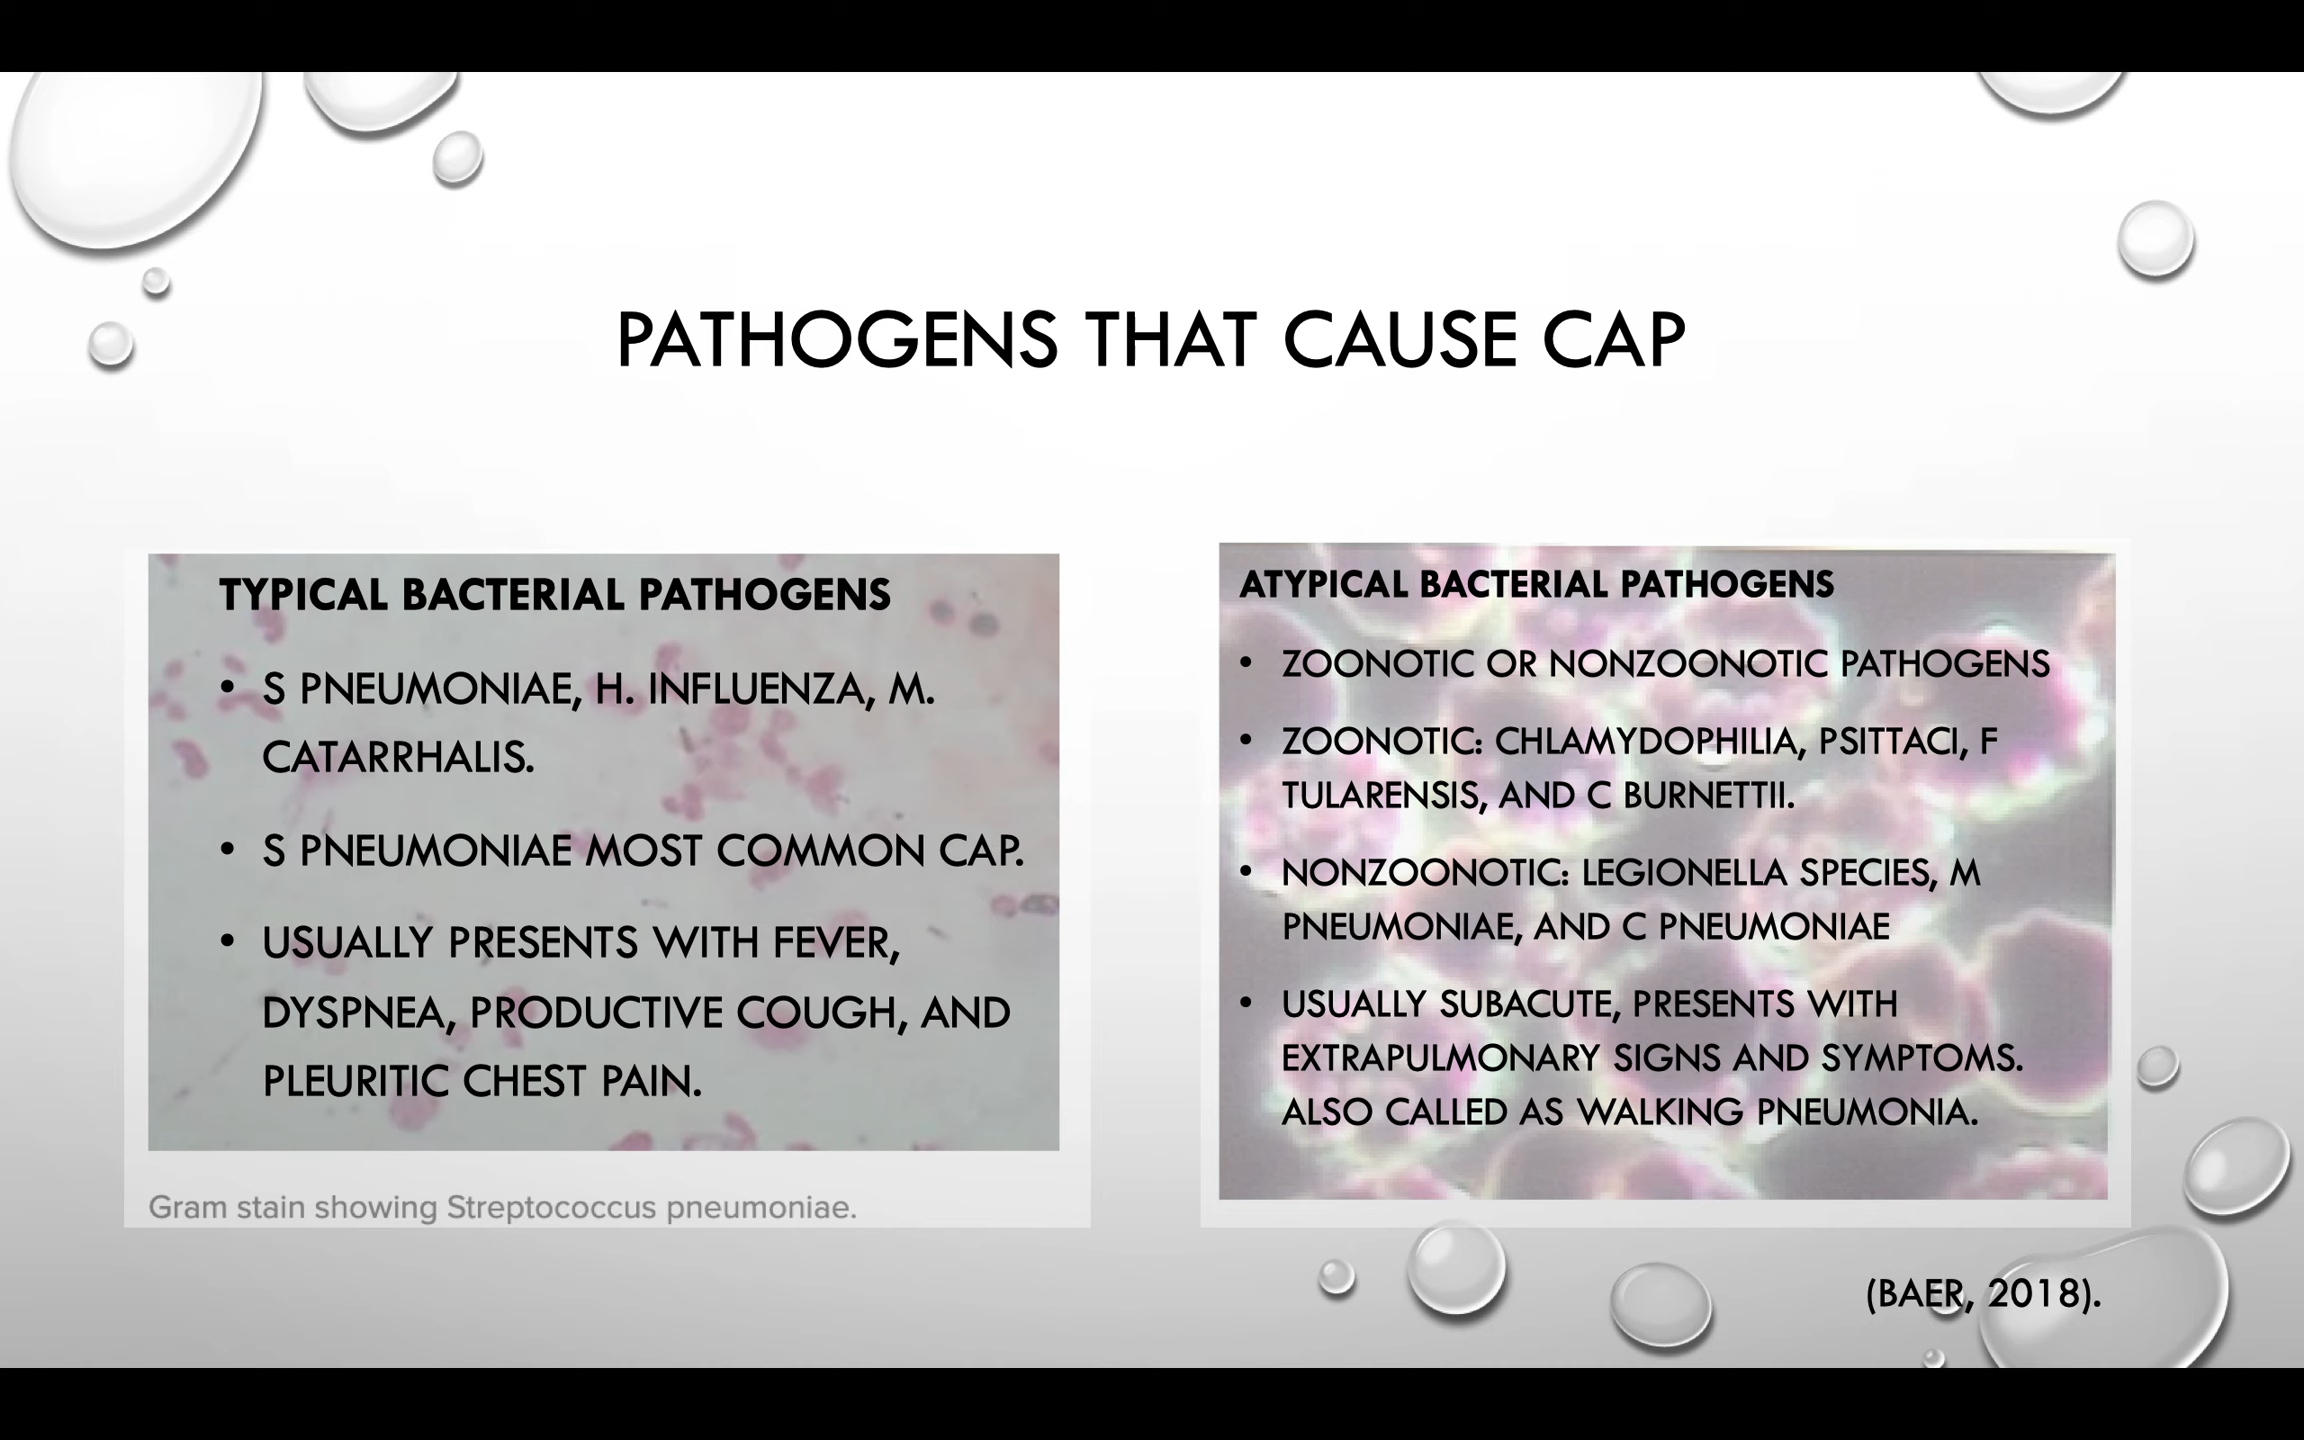 PATHOGENS THAT CAUSE CAP
TYPICAL BACTERIAL PATHOGENS
• S PNEUMONIAE, H. INFLUENZA, M.
CATARRHALIS.
• S PNEUMONIAE MOST COMMON CAP.
• USUALLY PRESENTS WITH FEVER,
DYSPNEA, PRODUCTIVE COUGH, AND
PLEURITIC CHEST PAIN.
Gram stain showing Streptococcus pneumoniae.
ATYPICAL BACTERIAL PATHOGENS
• ZOONOTIC OR NONZOONOTIC PATHOGENS
• ZOONOTIC: CHLAMYDOPHILIA, PSITTACI, F
TULARENSIS, AND C BURNETTII.
• NONZOONOTIC: LEGIONELLA SPECIES, M
PNEUMONIAE, AND C PNEUMONIAE
• USUALLY SUBACUTE, PRESENTS WITH
EXTRAPULMONARY SIGNS AND SYMPTOMS.
ALSO CALLED AS WALKING PNEUMONIA.
(BAER, 2018).